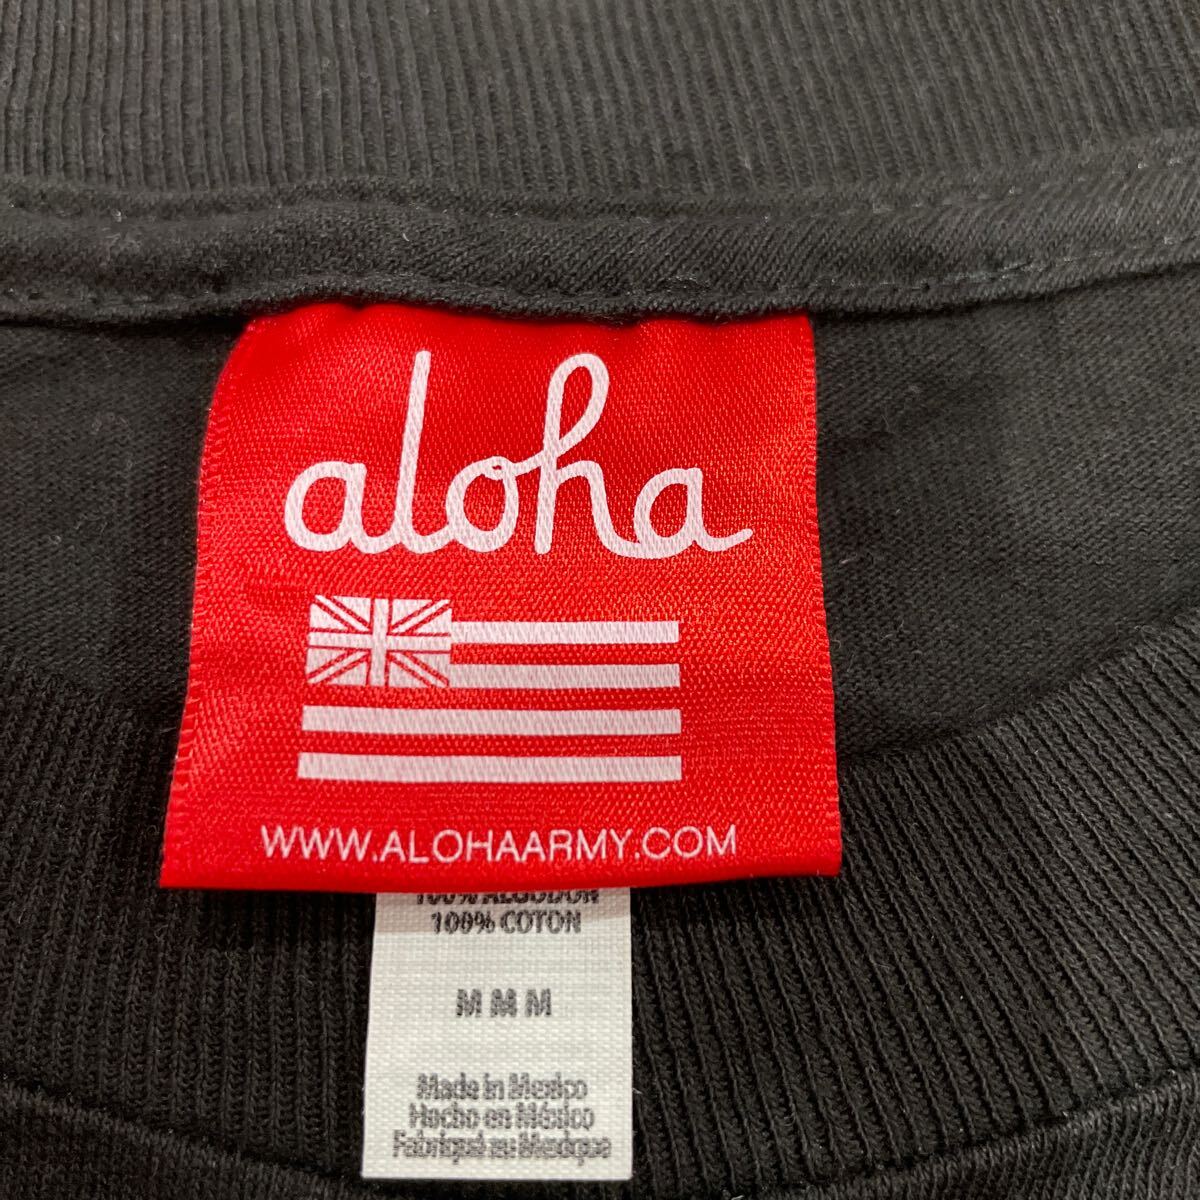 aloha
WWW.ALOHAARMY.COM
100% ALGODON
100% COTON
M M M
Made in Mexico
Hecho en México
Fabriqué au Mexique